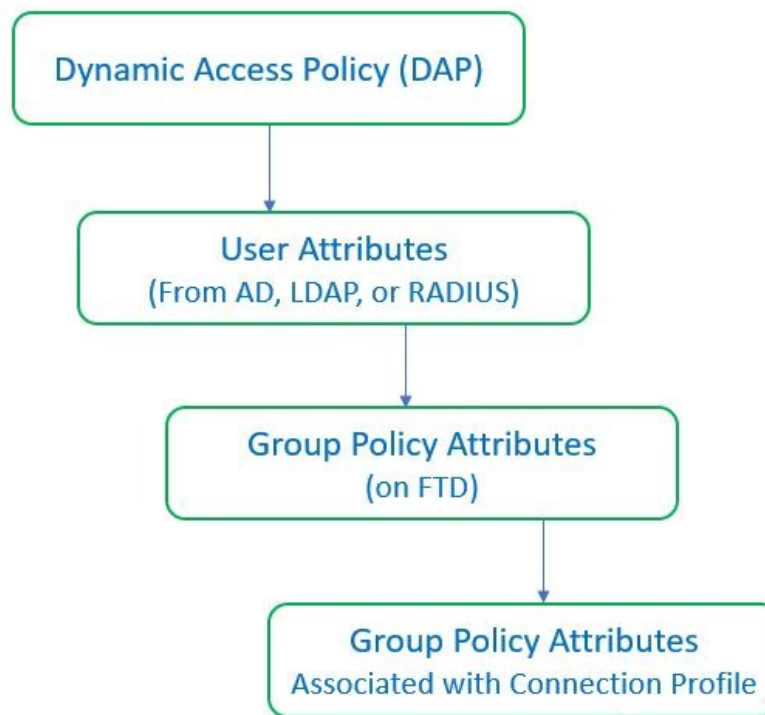 Dynamic Access Policy (DAP)
User Attributes
(From AD, LDAP, or RADIUS)
Group Policy Attributes
(on FTD)
Group Policy Attributes
Associated with Connection Profile